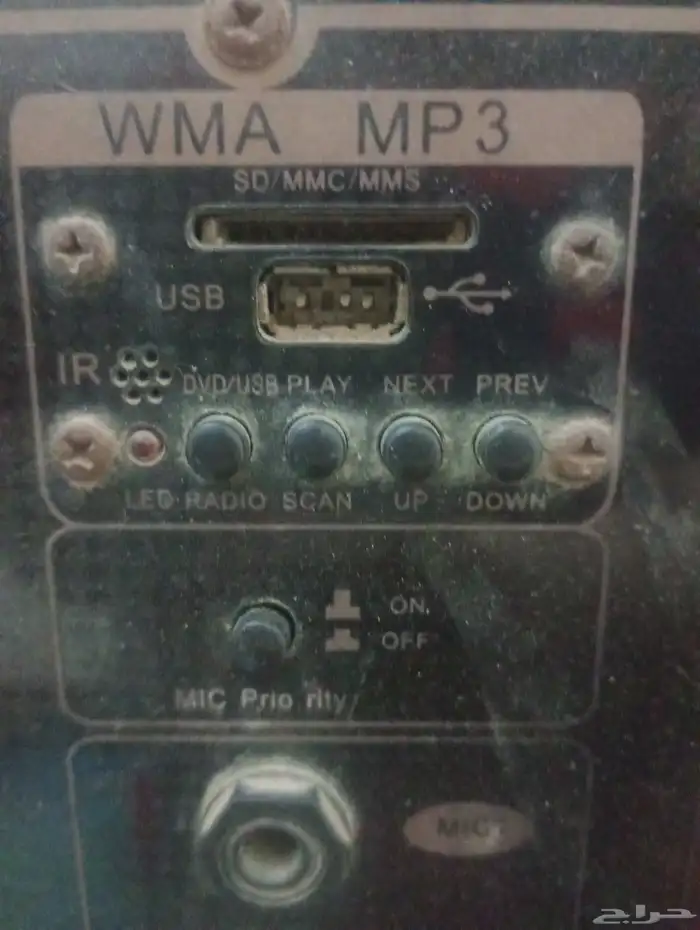 WMA MP3
SD/MMC/MMS
USB
IR DVD/USB PLAY NEXT PREV
LED RADIO SCAN UP DOWN
ON
OFF
MIC Prio rity
حراج